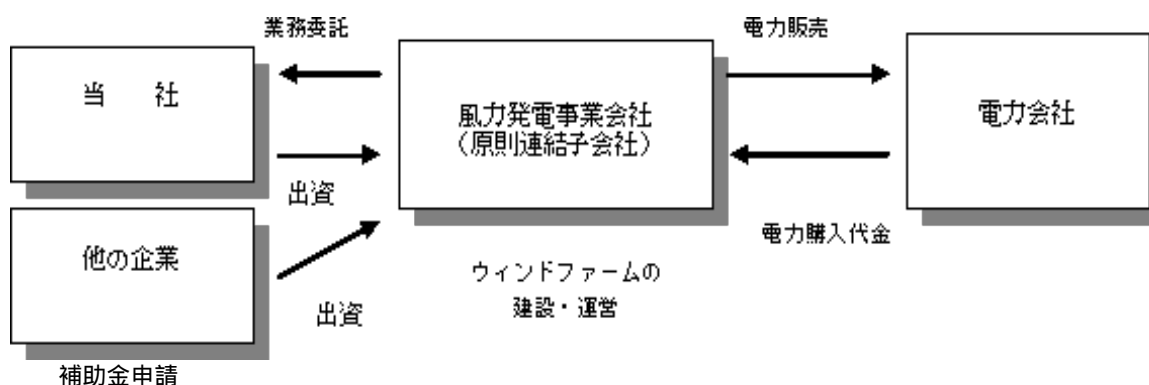 業務委託
電力販売
当 社
風力発電事業会社
(原則連結子会社)
電力会社
出資
電力購入代金
他の企業
ウィンドファームの
建設・運営
出資
補助金申請